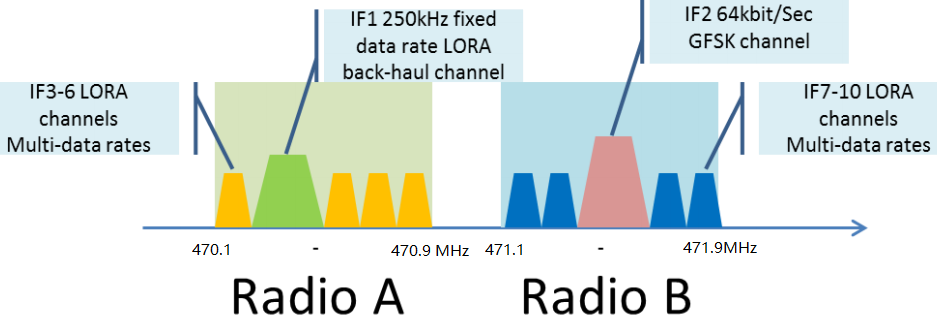 IF1 250kHz fixed
data rate LORA
back-haul channel
IF2 64kbit/Sec
GFSK channel
IF3-6 LORA
channels
Multi-data rates
IF7-10 LORA
channels
Multi-data rates
470.1 - 470.9 MHz 471.1 - 471.9MHz
Radio A Radio B